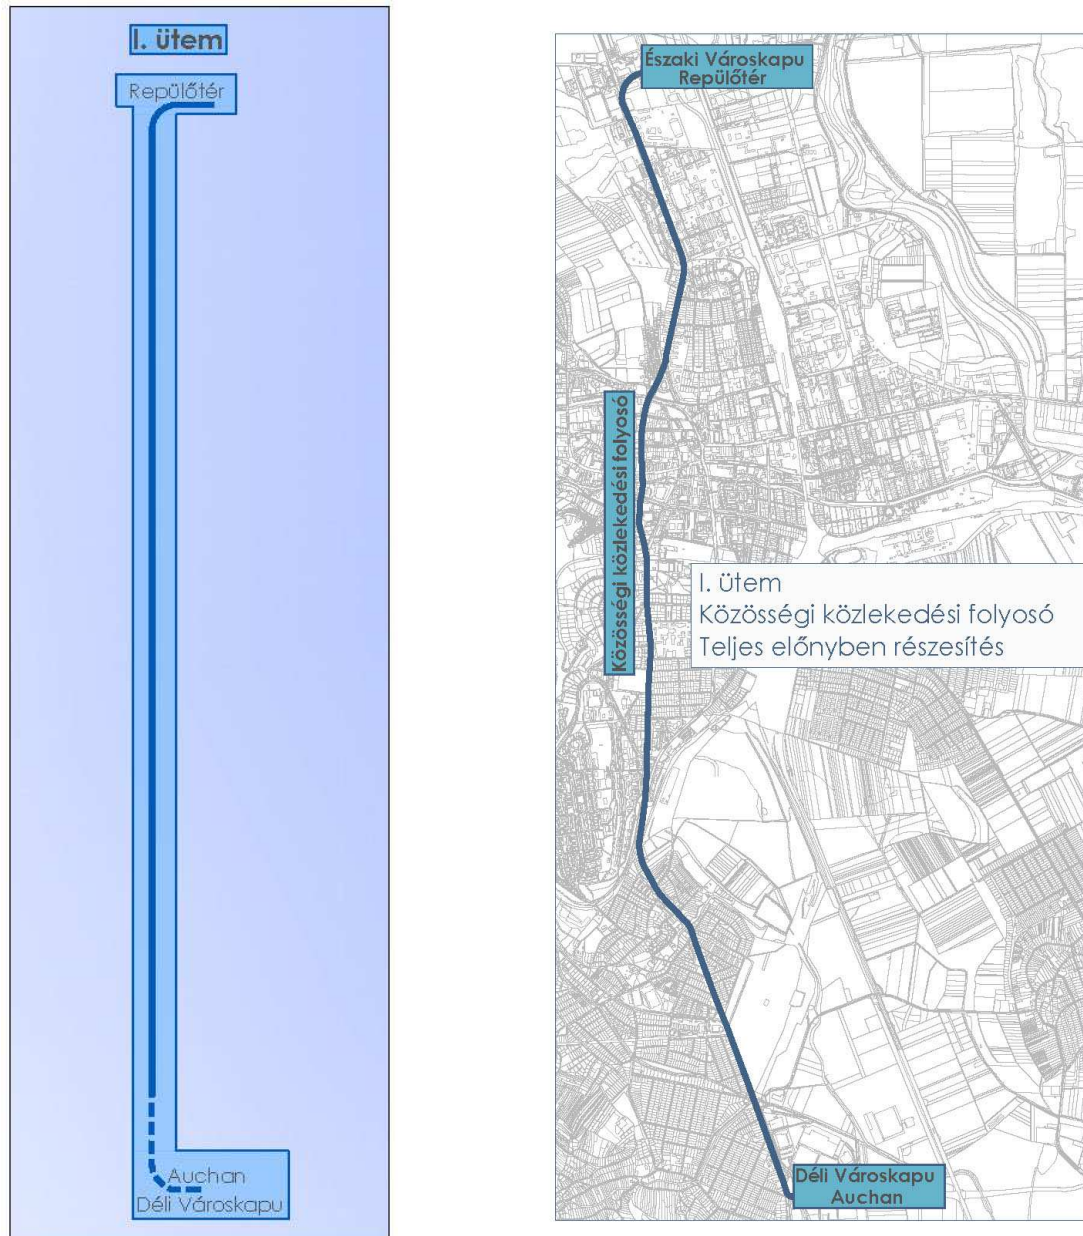 I. ütem
Repülőtér
Auchan
Déli Városkapu
Északi Városkapu
Repülőtér
Közösségi közlekedési folyosó
I. ütem
Közösségi közlekedési folyosó
Teljes előnyben részesítés
Déli Városkapu
Auchan